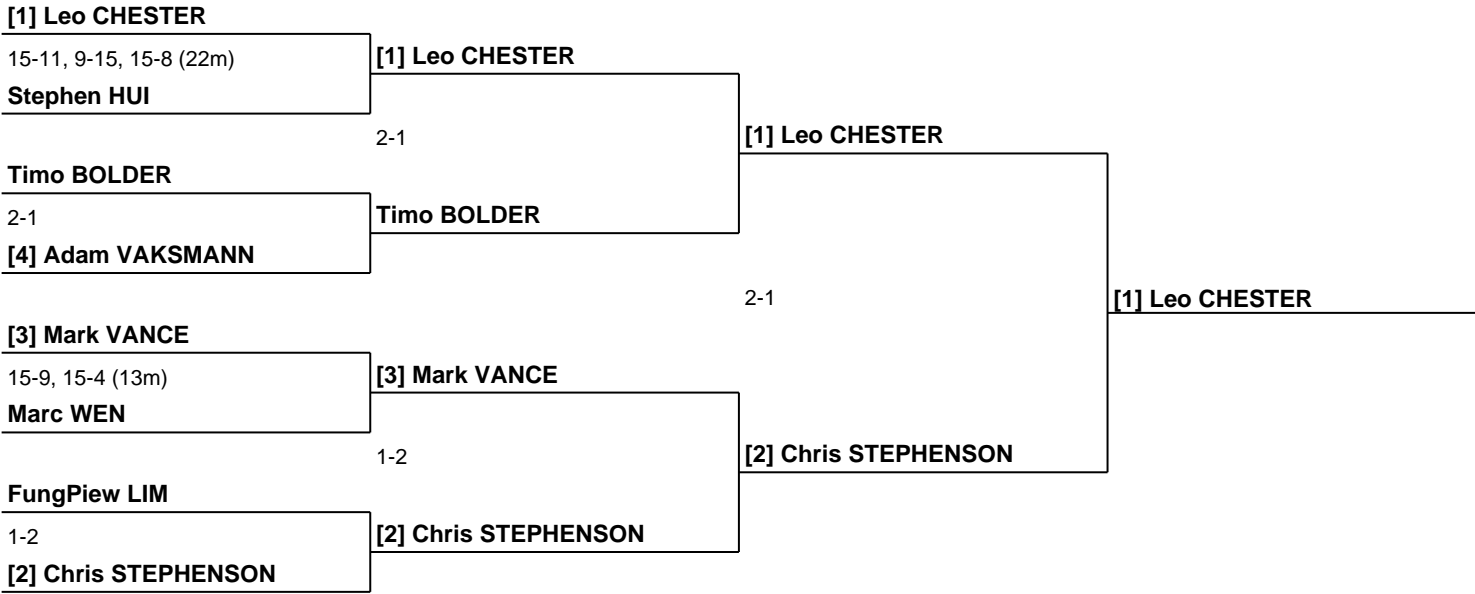 [1] Leo CHESTER
15-11, 9-15, 15-8 (22m)
[1] Leo CHESTER
Stephen HUI
2-1
[1] Leo CHESTER
Timo BOLDER
2-1
Timo BOLDER
[4] Adam VAKSMANN
2-1
[1] Leo CHESTER
[3] Mark VANCE
15-9, 15-4 (13m)
[3] Mark VANCE
Marc WEN
1-2
[2] Chris STEPHENSON
FungPiew LIM
1-2
[2] Chris STEPHENSON
[2] Chris STEPHENSON